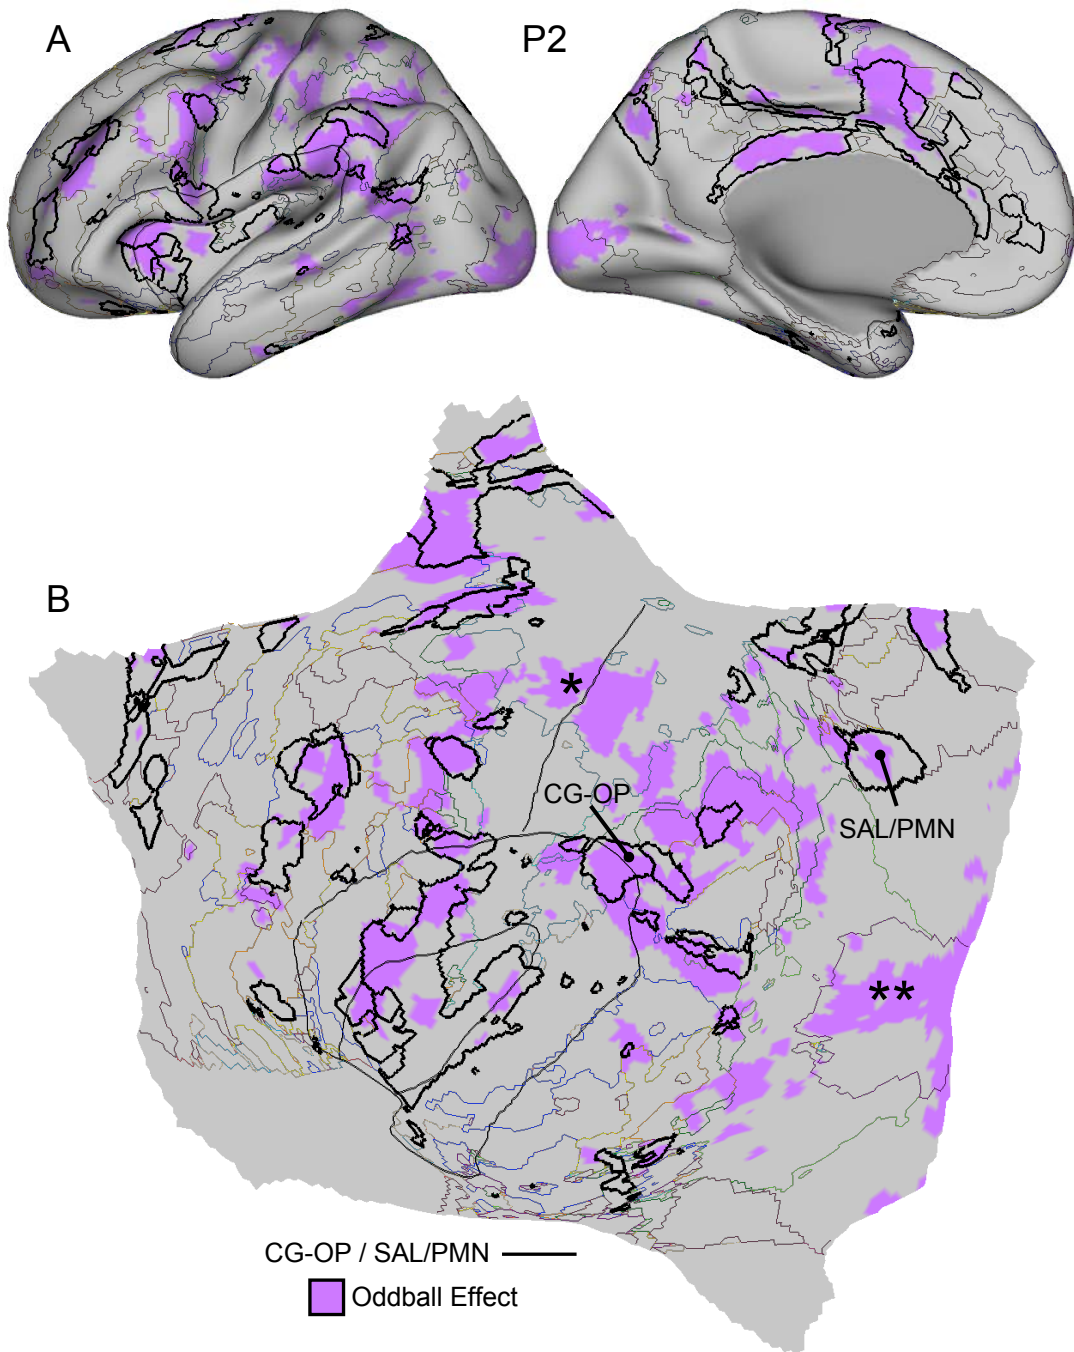 A
P2
B
*
CG-OP
SAL/PMN
**
CG-OP / SAL/PMN
Oddball Effect